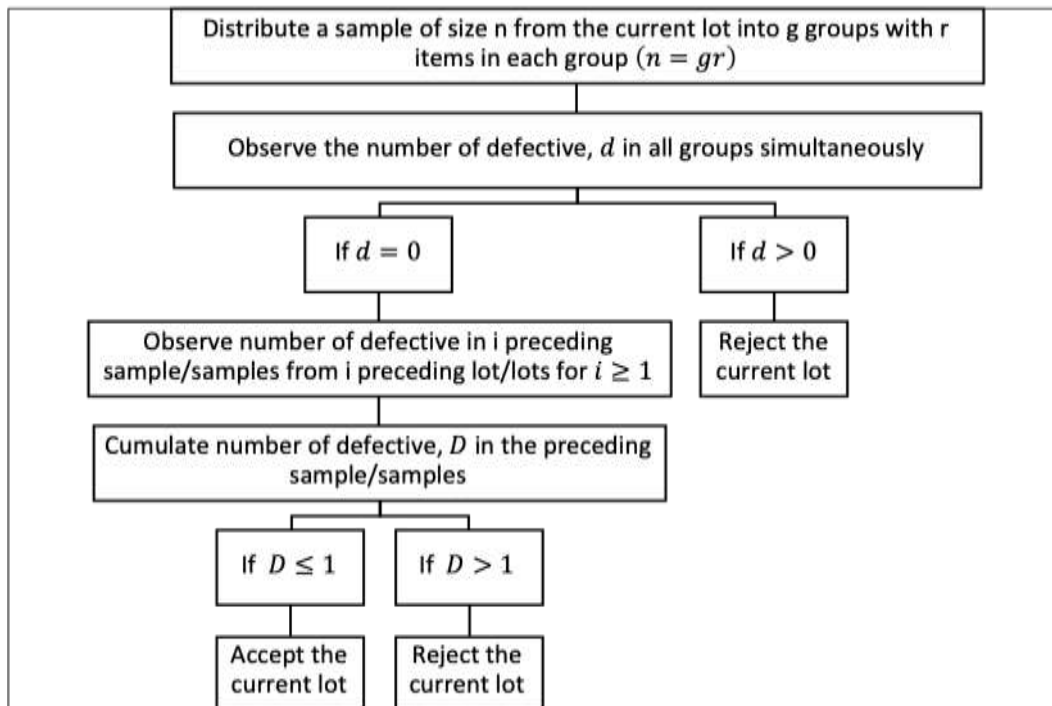 Distribute a sample of size n from the current lot into g groups with r
items in each group (n = gr)
Observe the number of defective, d in all groups simultaneously
If d = 0
If d > 0
Observe number of defective in i preceding
sample/samples from i preceding lot/lots for i ≥ 1
Reject the
current lot
Cumulate number of defective, D in the preceding
sample/samples
If D ≤ 1
If D > 1
Accept the
current lot
Reject the
current lot